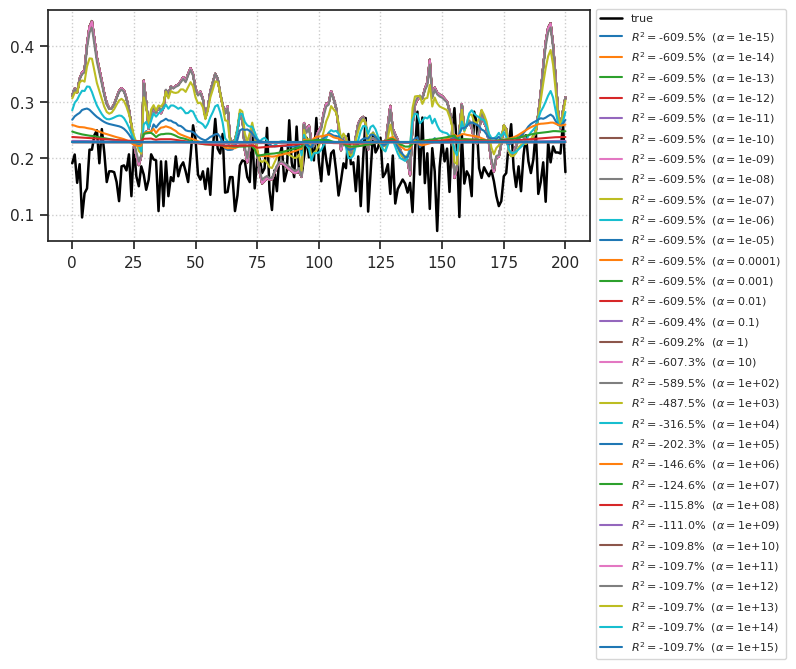 0.4
0.3
0.2
0.1
0 25 50 75 100 125 150 175 200
true
R² = -609.5% (α = 1e-15)
R² = -609.5% (α = 1e-14)
R² = -609.5% (α = 1e-13)
R² = -609.5% (α = 1e-12)
R² = -609.5% (α = 1e-11)
R² = -609.5% (α = 1e-10)
R² = -609.5% (α = 1e-09)
R² = -609.5% (α = 1e-08)
R² = -609.5% (α = 1e-07)
R² = -609.5% (α = 1e-06)
R² = -609.5% (α = 1e-05)
R² = -609.5% (α = 0.0001)
R² = -609.5% (α = 0.001)
R² = -609.5% (α = 0.01)
R² = -609.4% (α = 0.1)
R² = -609.2% (α = 1)
R² = -607.3% (α = 10)
R² = -589.5% (α = 1e+02)
R² = -487.5% (α = 1e+03)
R² = -316.5% (α = 1e+04)
R² = -202.3% (α = 1e+05)
R² = -146.6% (α = 1e+06)
R² = -124.6% (α = 1e+07)
R² = -115.8% (α = 1e+08)
R² = -111.0% (α = 1e+09)
R² = -109.8% (α = 1e+10)
R² = -109.7% (α = 1e+11)
R² = -109.7% (α = 1e+12)
R² = -109.7% (α = 1e+13)
R² = -109.7% (α = 1e+14)
R² = -109.7% (α = 1e+15)